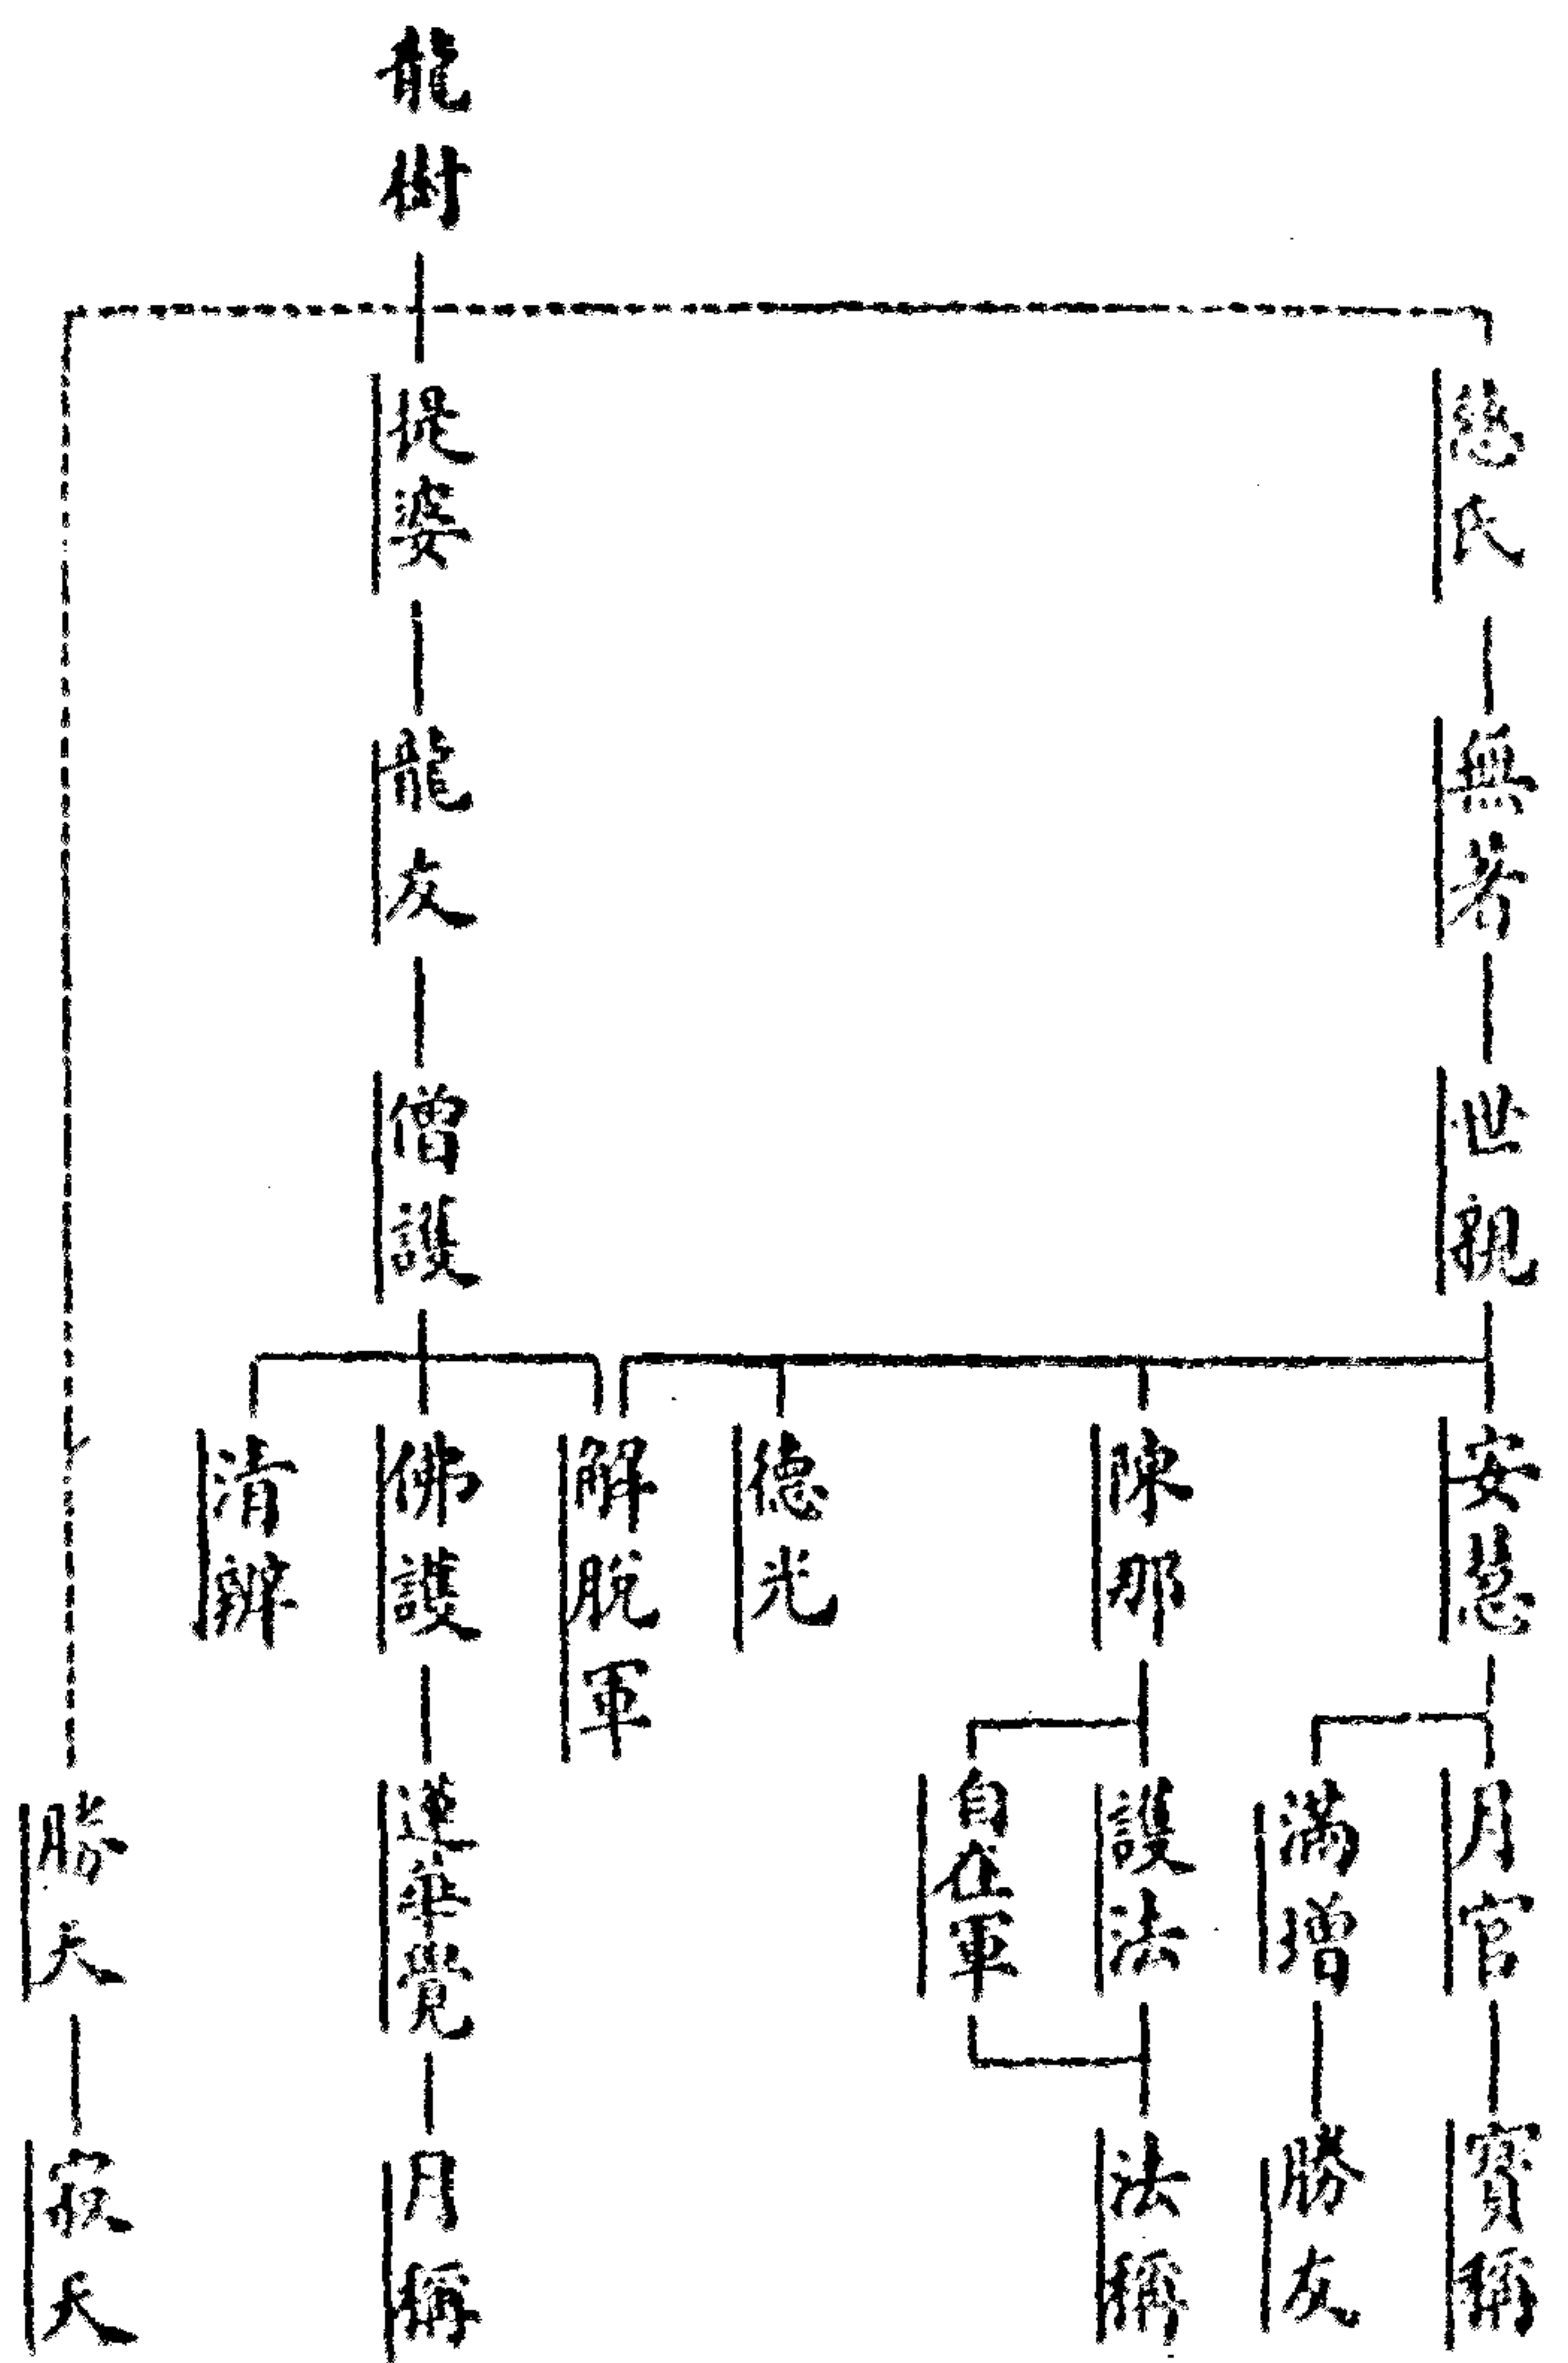 龍樹
慈氏
無著
世親
安慧
月官
寶稱
滿增
勝友
陳那
護法
法稱
自在軍
德光
解脫軍
提婆
龍友
僧護
佛護
蓮華覺
月稱
清辨
勝天
寂天